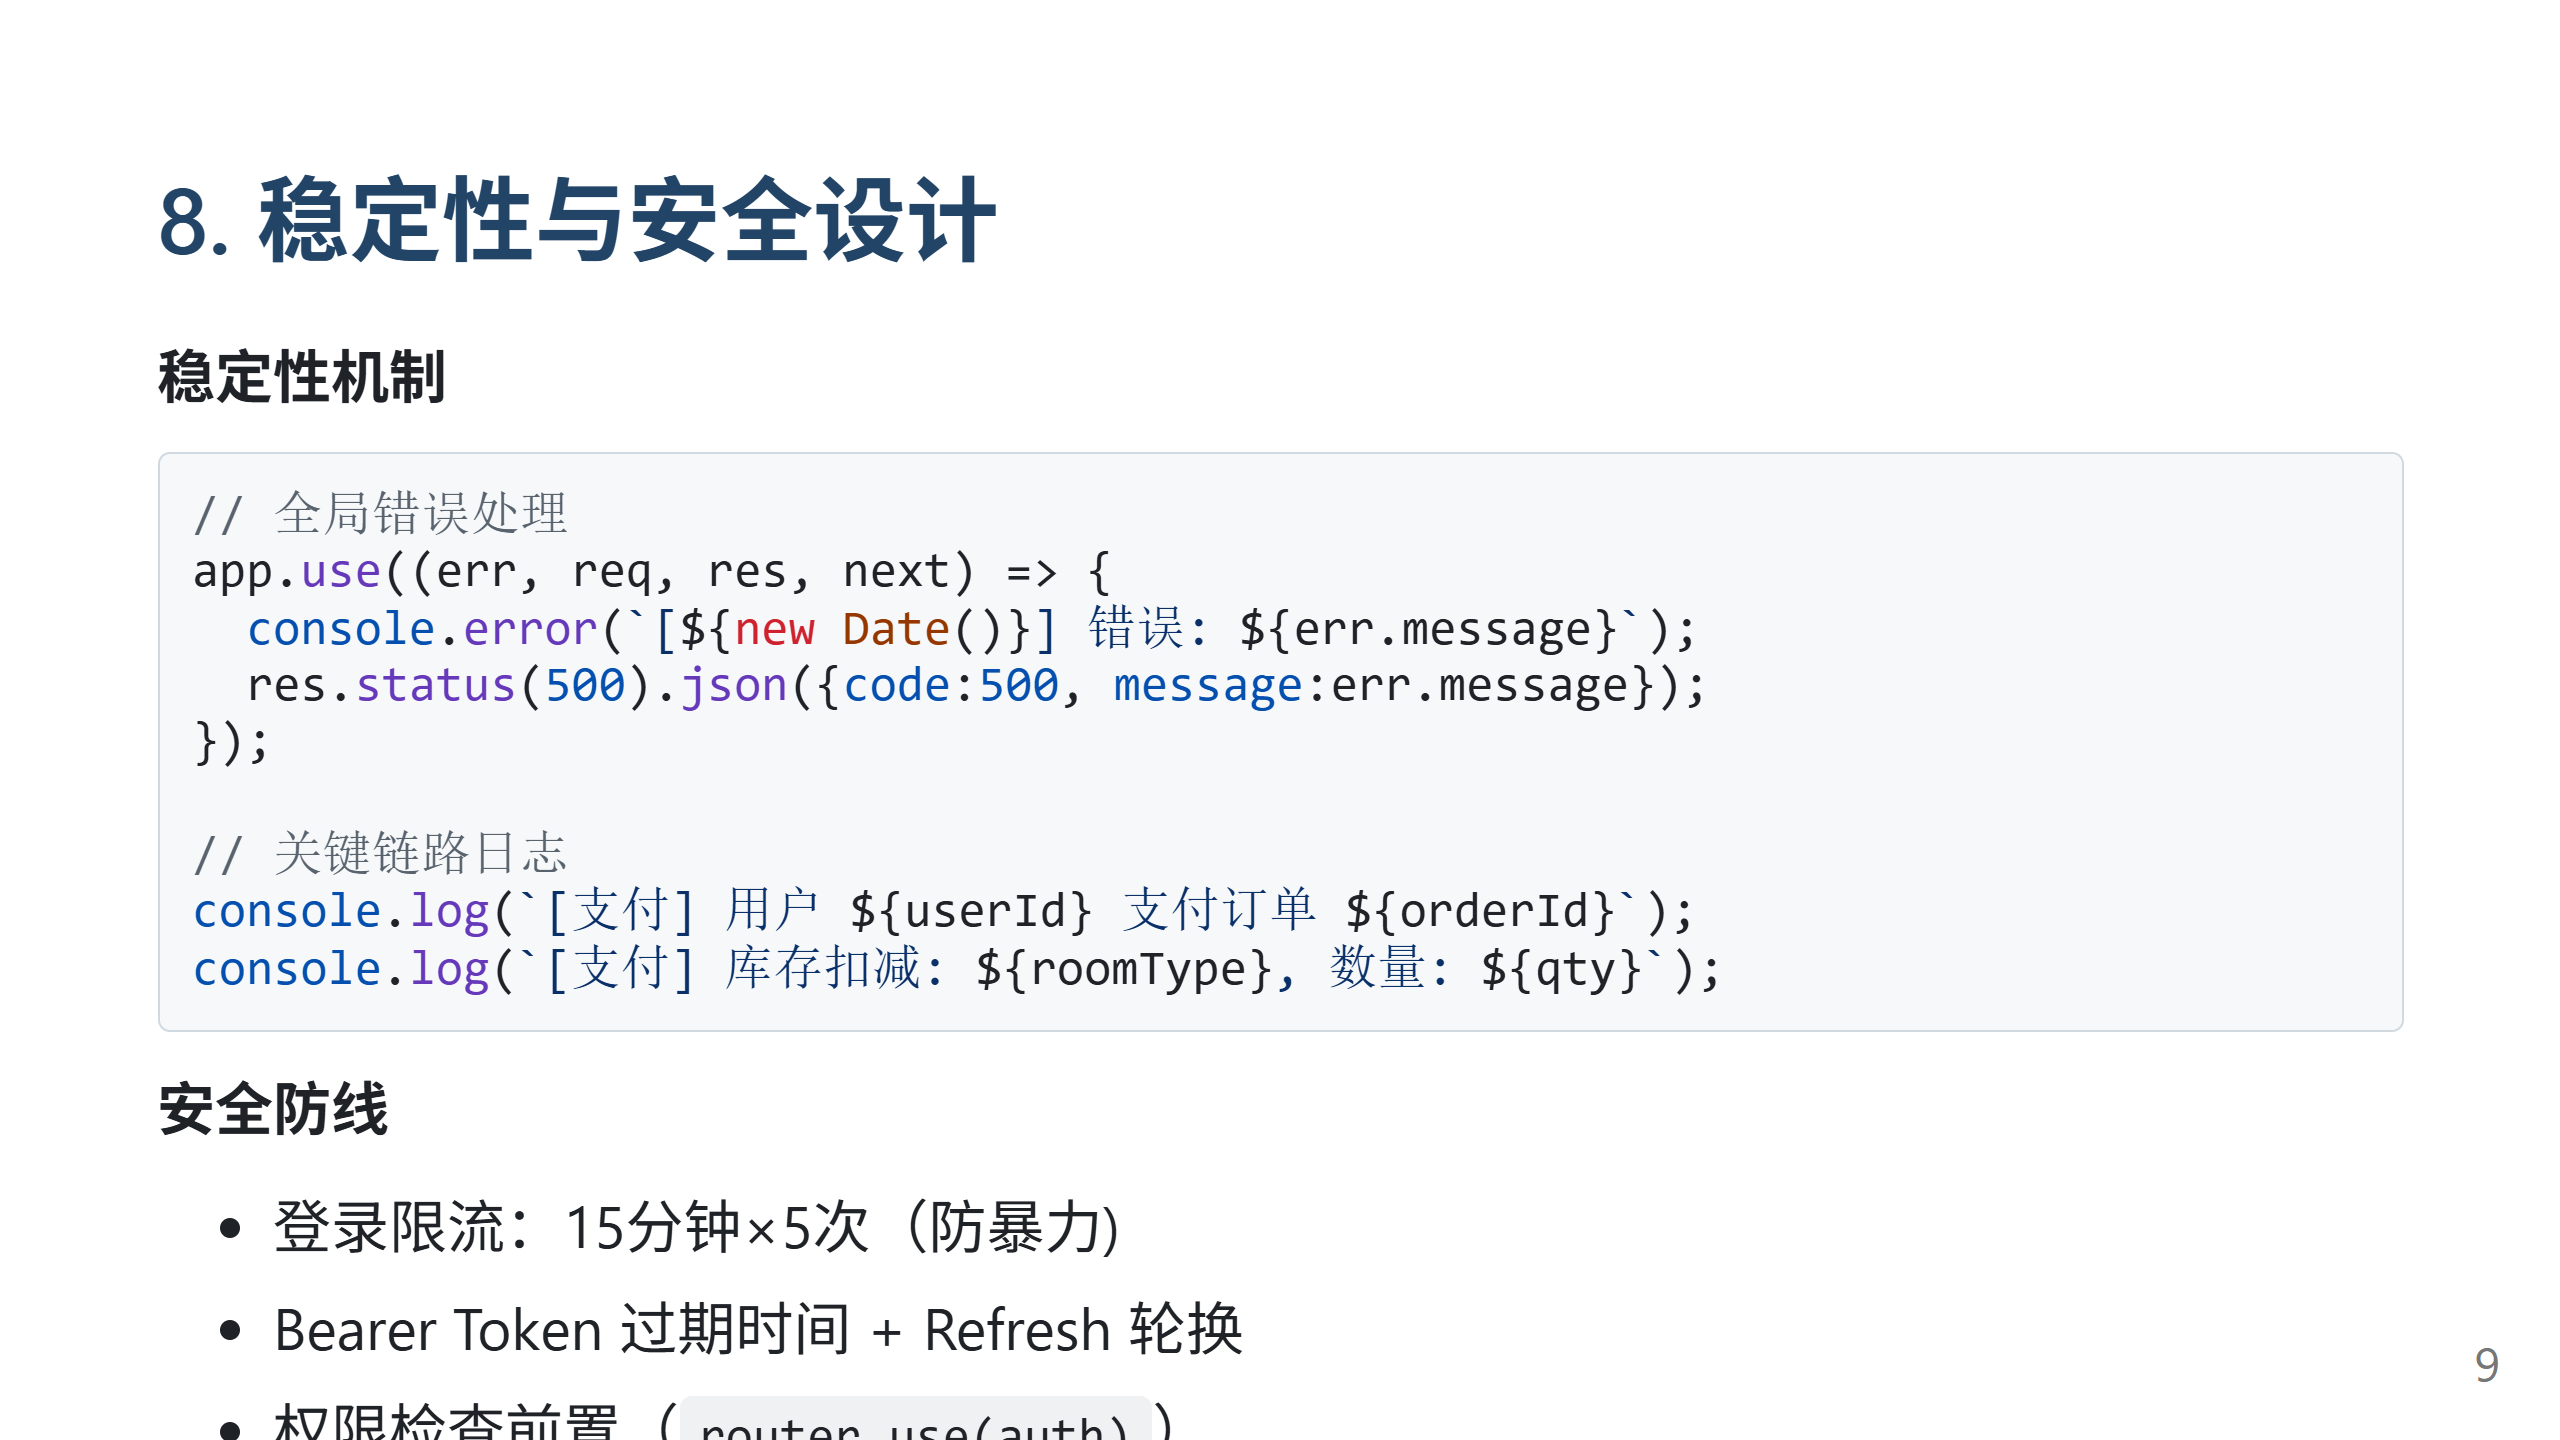 8. 稳定性与安全设计
稳定性机制
// 全局错误处理
app.use((err, req, res, next) => {
  console.error(`[${new Date()}] 错误: ${err.message}`);
  res.status(500).json({code:500, message:err.message});
});
// 关键链路日志
console.log(`[支付] 用户 ${userId} 支付订单 ${orderId}`);
console.log(`[支付] 库存扣减: ${roomType}, 数量: ${qty}`);
安全防线
• 登录限流：15分钟×5次（防暴力)
• Bearer Token 过期时间 + Refresh 轮换
• 权限检查前置（router.use(auth)）
9